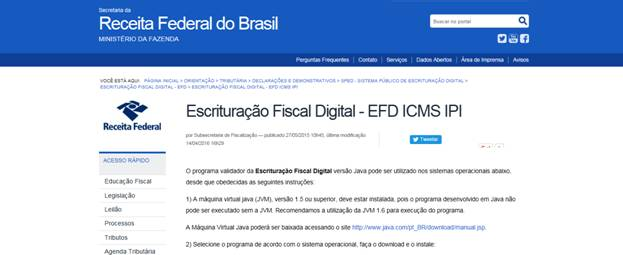 Secretaria da
Receita Federal do Brasil
MINISTÉRIO DA FAZENDA
Buscar no portal
Perguntas Frequentes | Contato | Serviços | Dados Abertos | Área de Imprensa | Avisos
VOCÊ ESTÁ AQUI: PÁGINA INICIAL > ORIENTAÇÃO > TRIBUTÁRIA > DECLARAÇÕES E DEMONSTRATIVOS > SPED - SISTEMA PÚBLICO DE ESCRITURAÇÃO DIGITAL >
ESCRITURAÇÃO FISCAL DIGITAL - EFD > ESCRITURAÇÃO FISCAL DIGITAL - EFD ICMS IPI
Receita Federal
Escrituração Fiscal Digital - EFD ICMS IPI
por Subsecretaria de Fiscalização — publicado 27/05/2015 10h45, última modificação
14/04/2016 16h29
Tweetar
ACESSO RÁPIDO
Educação Fiscal
Legislação
Leilão
Processos
Tributos
Agenda Tributária
O programa validador da Escrituração Fiscal Digital versão Java pode ser utilizado nos sistemas operacionais abaixo,
desde que obedecidas as seguintes instruções:
1) A máquina virtual java (JVM), versão 1.5 ou superior, deve estar instalada, pois o programa desenvolvido em Java não
pode ser executado sem a JVM. Recomendamos a utilização da JVM 1.6 para execução do programa.
A Máquina Virtual Java poderá ser baixada acessando o site http://www.java.com/pt_BR/download/manual.jsp.
2) Selecione o programa de acordo com o sistema operacional, faça o download e o instale: